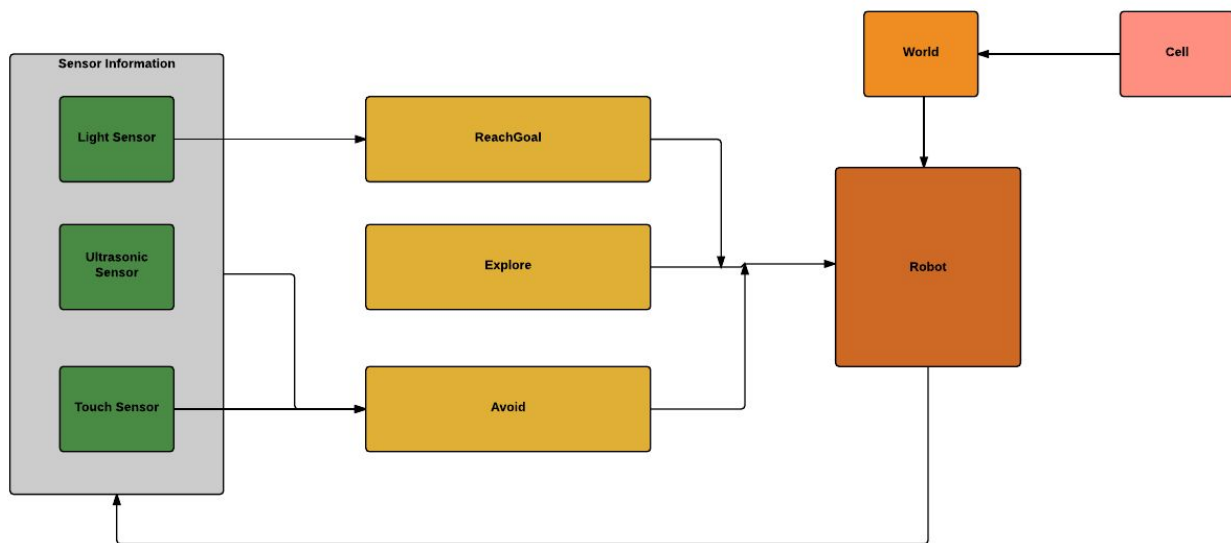 Sensor Information
Light Sensor
Ultrasonic
Sensor
Touch Sensor
ReachGoal
Explore
Avoid
World
Cell
Robot